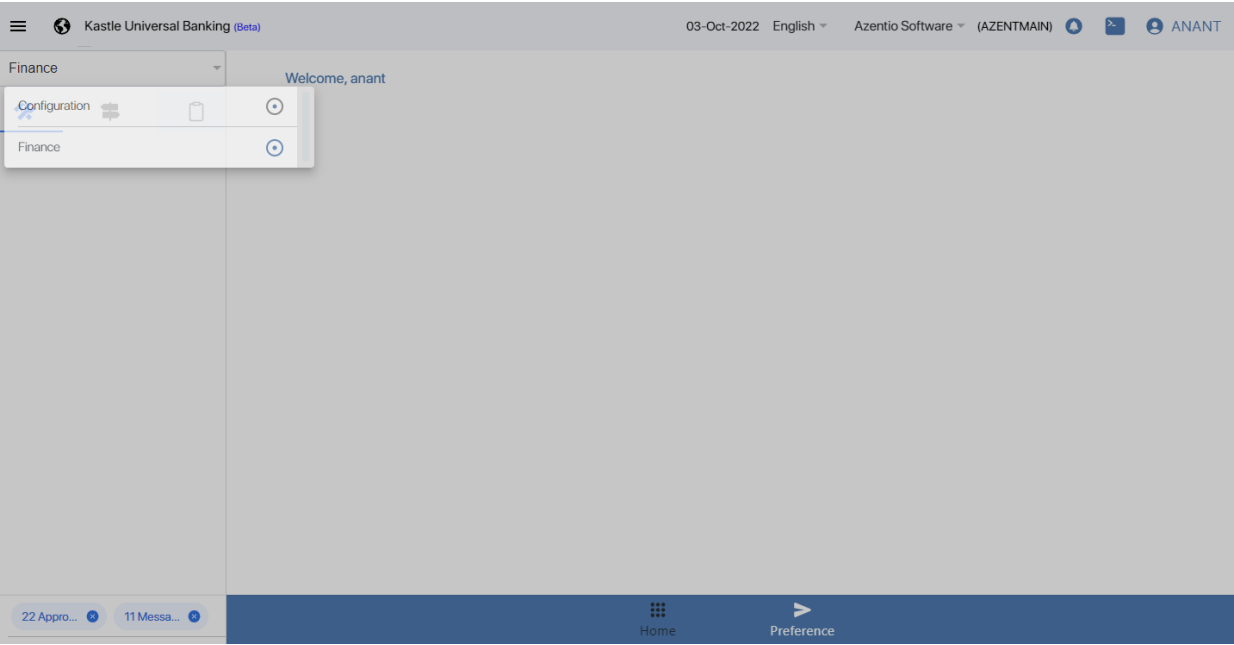 Kastle Universal Banking (Beta) 03-Oct-2022 English Azentio Software (AZENTMAIN) ANANT
Finance
Welcome, anant
Configuration
Finance
22 Appro... 11 Messa...
Home Preference